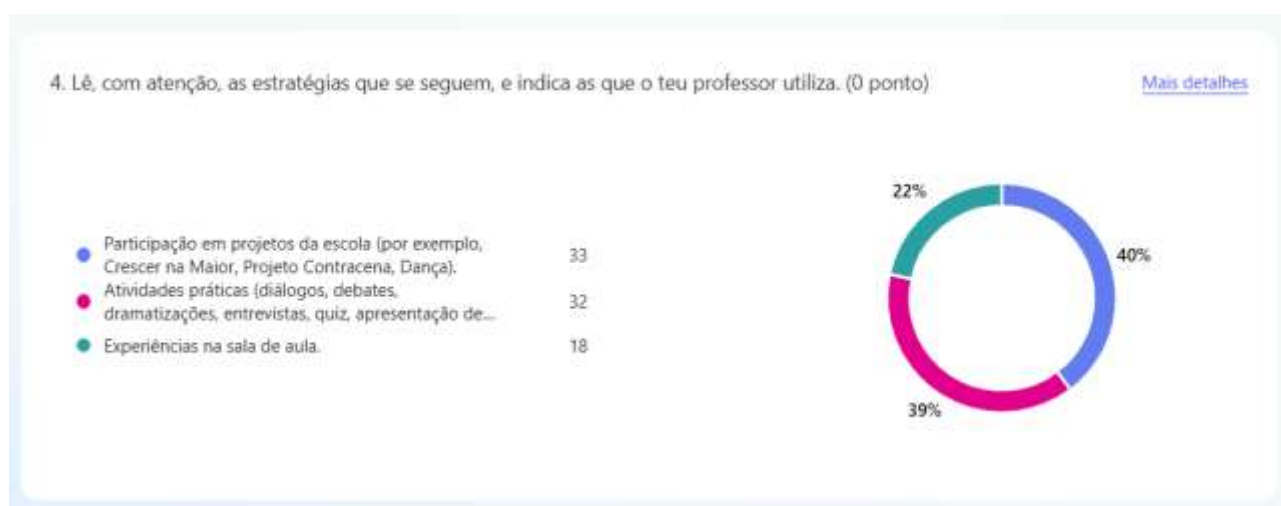 4. Lê, com atenção, as estratégias que se seguem, e indica as que o teu professor utiliza. (0 ponto)
Mais detalhes
Participação em projetos da escola (por exemplo,
Crescer na Maior, Projeto Contracena, Dança).
33
Atividades práticas (diálogos, debates,
dramatizações, entrevistas, quiz, apresentação de...
32
Experiências na sala de aula.
18
22%
40%
39%